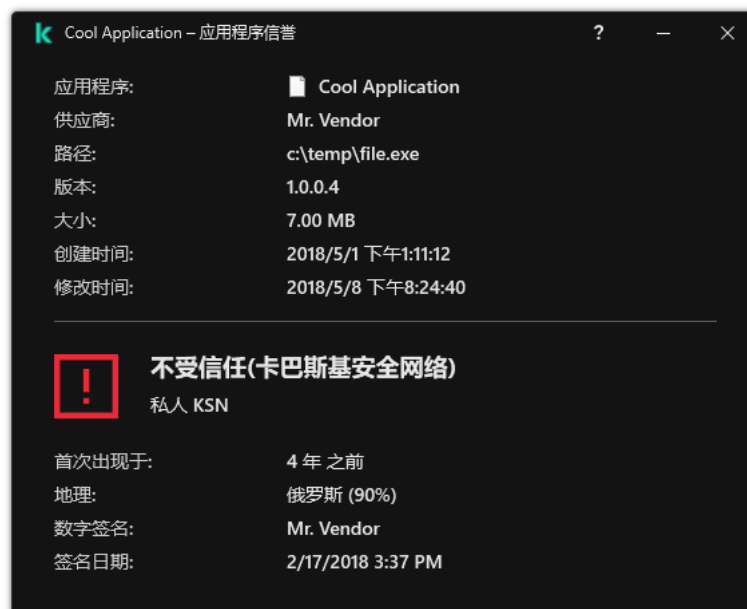 Cool Application – 应用程序信誉 ?
应用程序: Cool Application
供应商: Mr. Vendor
路径: c:\temp\file.exe
版本: 1.0.0.4
大小: 7.00 MB
创建时间: 2018/5/1 下午1:11:12
修改时间: 2018/5/8 下午8:24:40
不受信任(卡巴斯基安全网络)
私人 KSN
首次出现于: 4 年 之前
地理: 俄罗斯 (90%)
数字签名: Mr. Vendor
签名日期: 2/17/2018 3:37 PM